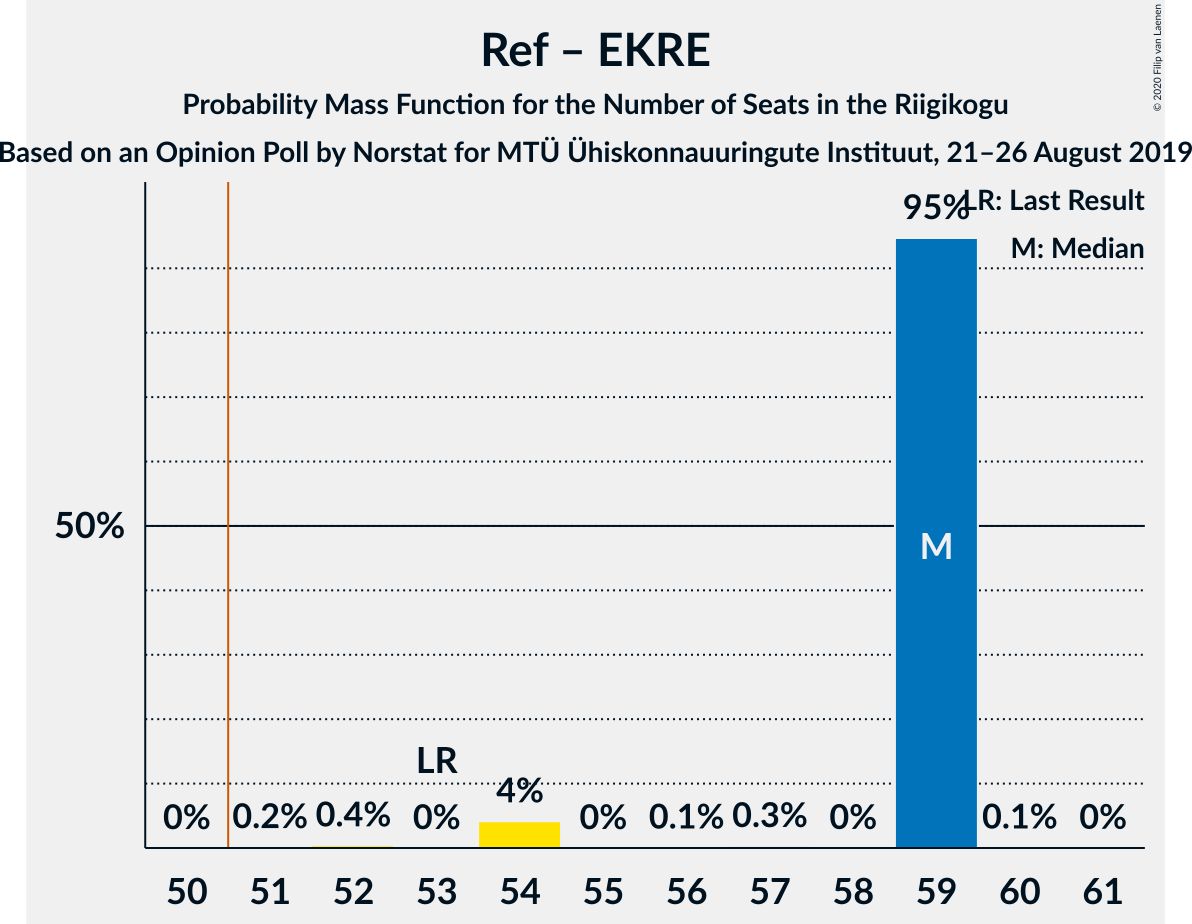 Ref – EKRE
Probability Mass Function for the Number of Seats in the Riigikogu
Based on an Opinion Poll by Norstat for MTÜ Ühiskonnauuringute Instituut, 21–26 August 2019
© 2020 Filip van Laenen
LR: Last Result
M: Median
95%
50%
M
LR
0% 0.2% 0.4% 0% 4% 0% 0.1% 0.3% 0% 0.1% 0%
50 51 52 53 54 55 56 57 58 59 60 61